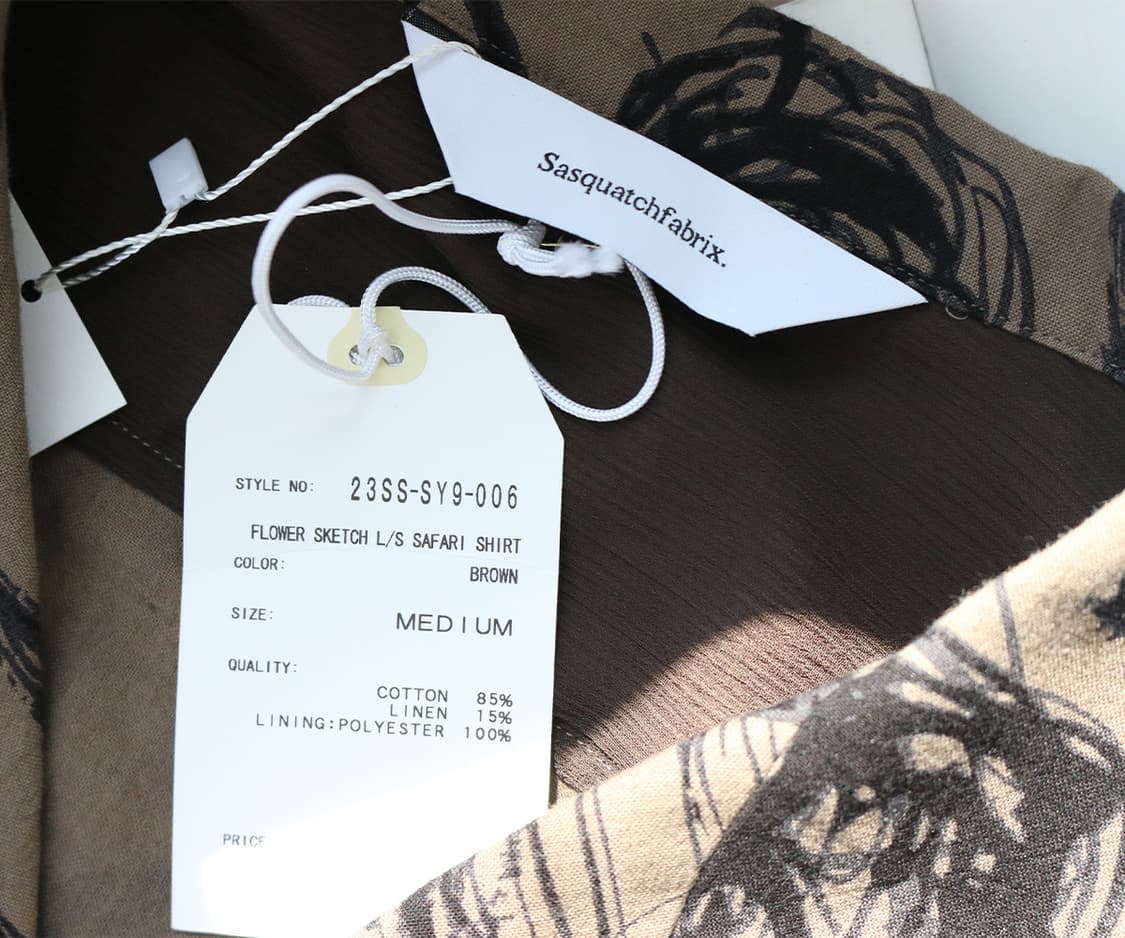 Sasquatchfabrix.
STYLE NO: 23SS-SY9-006
FLOWER SKETCH L/S SAFARI SHIRT
COLOR: BROWN
SIZE: MEDIUM
QUALITY:
COTTON 85%
LINEN 15%
LINING:POLYESTER 100%
PRICE